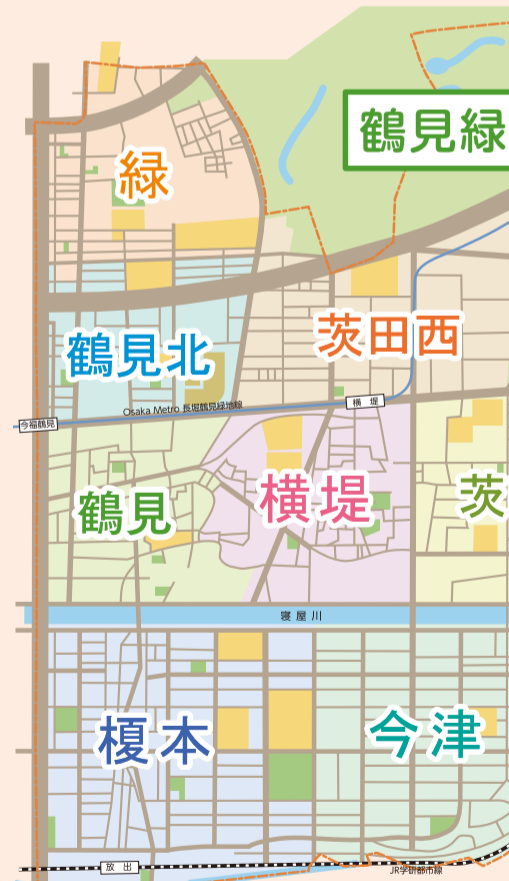 鶴見緑
緑
鶴見北
茨田西
Osaka Metro 長堀鶴見緑地線
横 堤
今福鶴見
鶴見
横堤
茨
寝屋川
榎本
今津
放 出
JR学研都市線